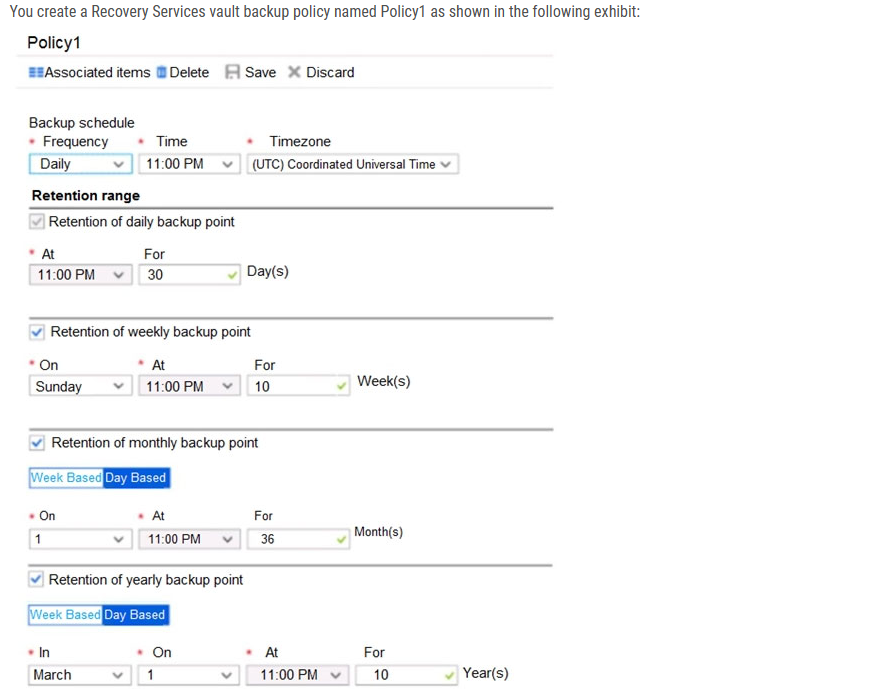 You create a Recovery Services vault backup policy named Policy1 as shown in the following exhibit:
Policy1
Associated items Delete Save Discard
Backup schedule
* Frequency * Time * Timezone
Daily 11:00 PM (UTC) Coordinated Universal Time
Retention range
Retention of daily backup point
* At For
11:00 PM 30 Day(s)
Retention of weekly backup point
* On * At For
Sunday 11:00 PM 10 Week(s)
Retention of monthly backup point
Week Based Day Based
* On * At For
1 11:00 PM 36 Month(s)
Retention of yearly backup point
Week Based Day Based
* In * On * At For
March 1 11:00 PM 10 Year(s)